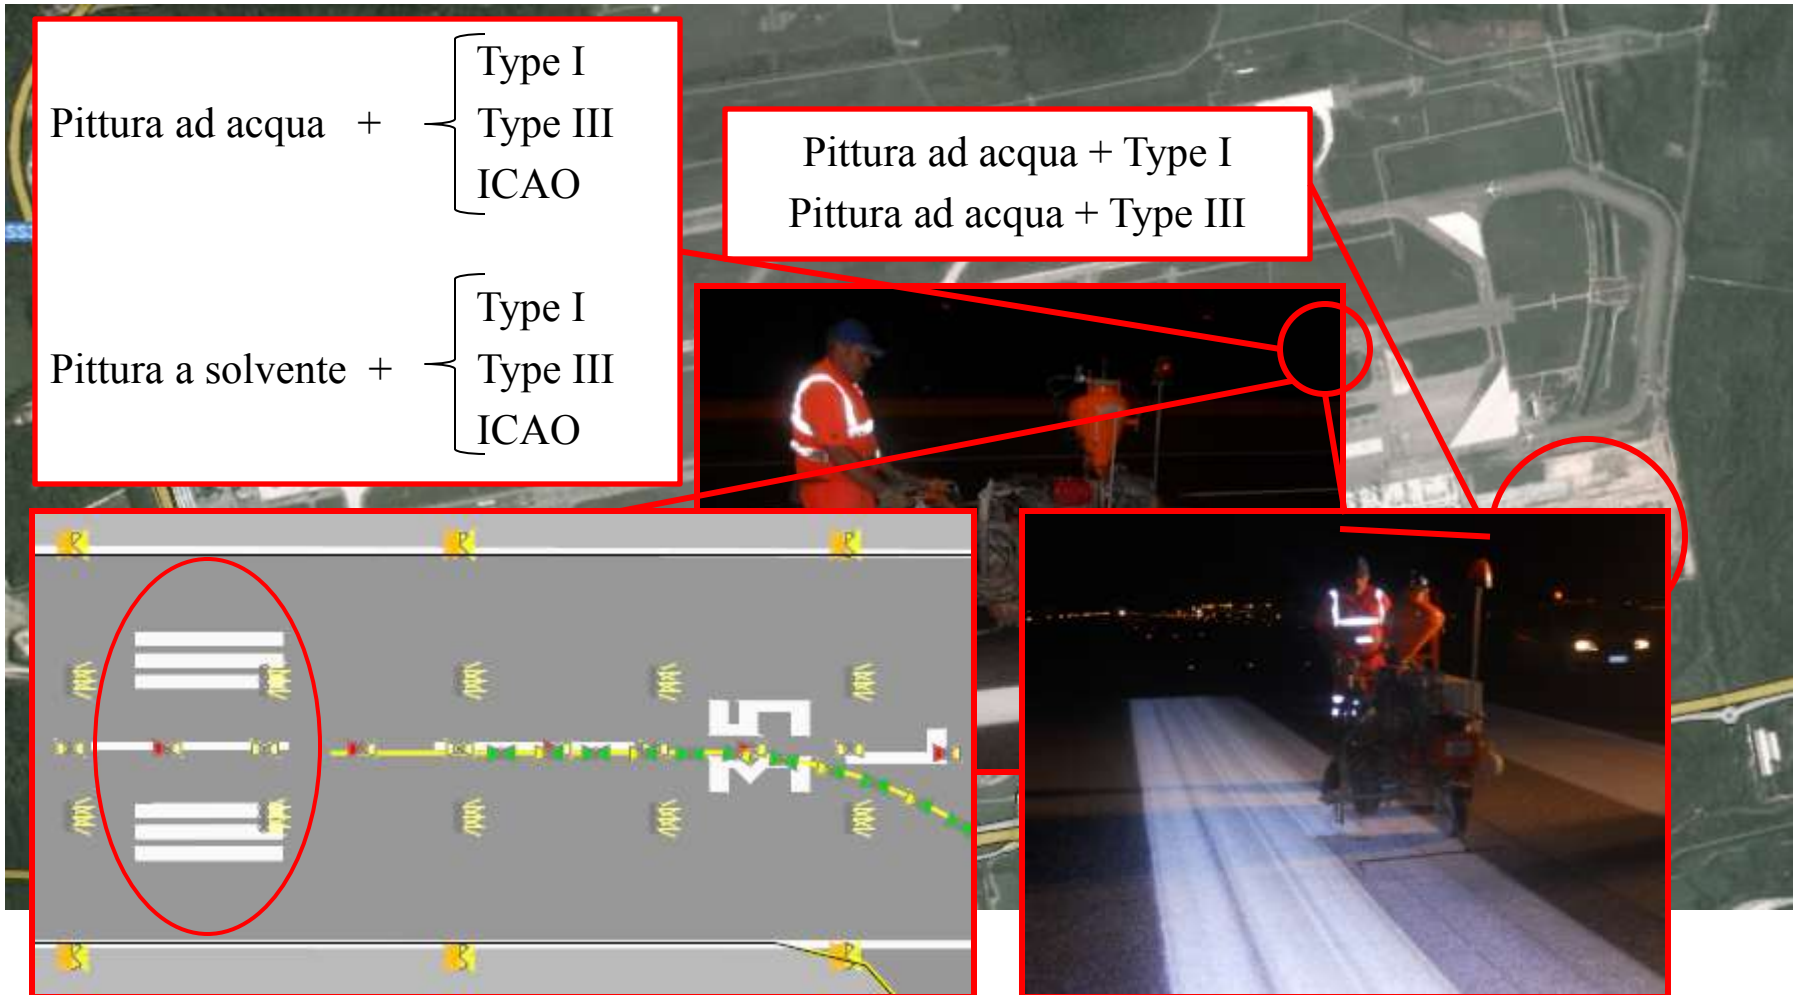 Type I
Pittura ad acqua + Type III
ICAO
Type I
Pittura a solvente + Type III
ICAO
Pittura ad acqua + Type I
Pittura ad acqua + Type III